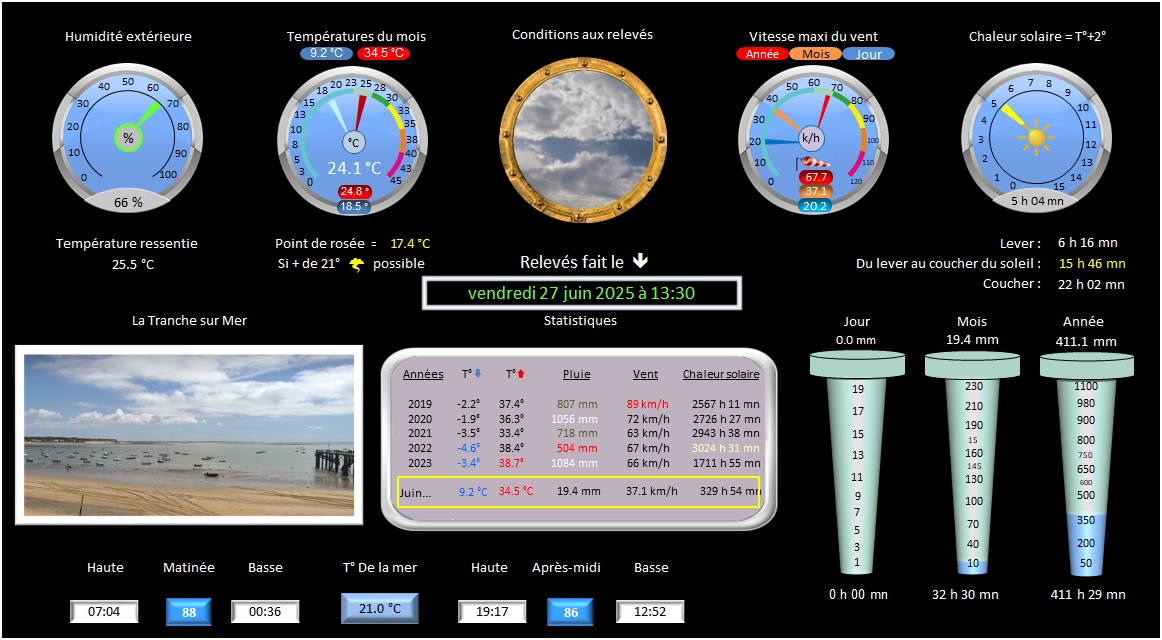 Humidité extérieure
Températures du mois
9.2 °C 34.5 °C
Conditions aux relevés
Vitesse maxi du vent
Année Mois Jour
Chaleur solaire = T°+2°
0 10 20 30 40 50 60 70 80 90 100
%
66 %
0 3 5 8 10 13 15 18 20 23 25 28 30 33 35 38 40 43 45
°C
24.1 °C
24.8 °
18.5 °
0 10 20 30 40 50 60 70 80 90 100 110 120
k/h
67.7
37.1
20.2
0 1 2 3 4 5 6 7 8 9 10 11 12 13 14 15
5 h 04 mn
Température ressentie
25.5 °C
Point de rosée = 17.4 °C
Si + de 21° possible
Relevés fait le
vendredi 27 juin 2025 à 13:30
Lever : 6 h 16 mn
Du lever au coucher du soleil : 15 h 46 mn
Coucher : 22 h 02 mn
La Tranche sur Mer
Statistiques
Années T° T° Pluie Vent Chaleur solaire
2019 -2.2° 37.4° 807 mm 89 km/h 2567 h 11 mn
2020 -1.9° 36.3° 1056 mm 72 km/h 2726 h 27 mn
2021 -3.5° 33.4° 718 mm 63 km/h 2943 h 38 mn
2022 -4.6° 38.4° 504 mm 67 km/h 3024 h 31 mn
2023 -3.4° 38.7° 1084 mm 66 km/h 1711 h 55 mn
Juin... 9.2 °C 34.5 °C 19.4 mm 37.1 km/h 329 h 54 mn
Jour
0.0 mm
19
17
15
13
11
9
7
5
3
1
0 h 00 mn
Mois
19.4 mm
230
210
190
15
160
145
130
100
70
40
10
32 h 30 mn
Année
411.1 mm
1100
980
900
800
750
650
600
500
350
200
50
411 h 29 mn
Haute Matinée Basse T° De la mer Haute Après-midi Basse
07:04 88 00:36 21.0 °C 19:17 86 12:52